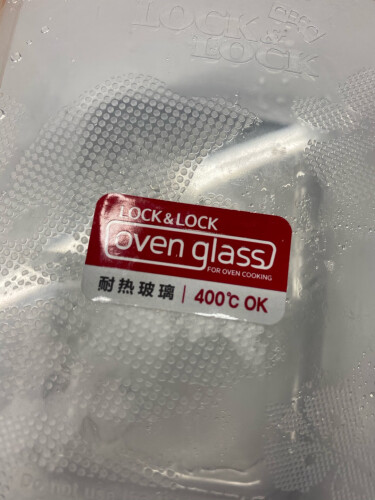 LOCK
&
LOCK
LOCK&LOCK
oven glass
FOR OVEN COOKING
耐热玻璃 | 400℃ OK